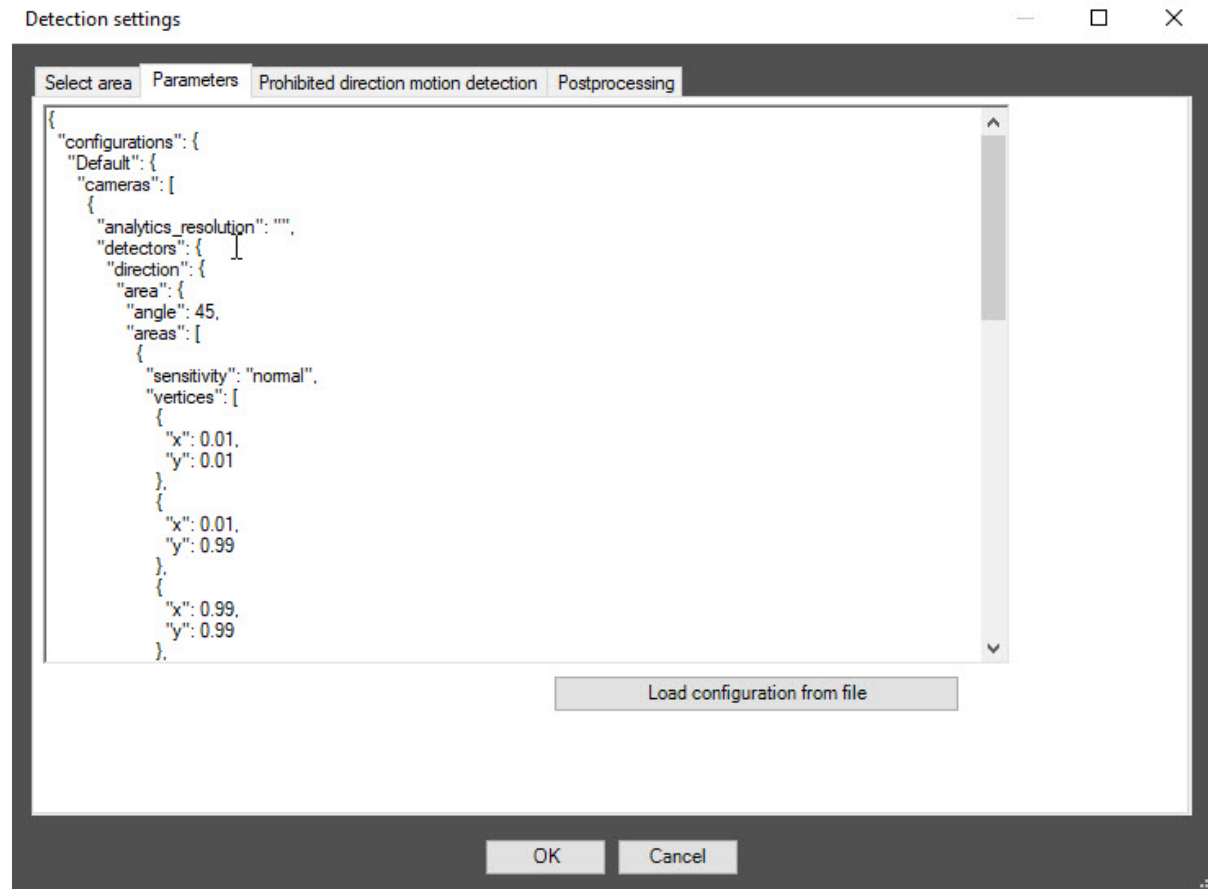 Detection settings
Select area Parameters Prohibited direction motion detection Postprocessing
{
"configurations": {
"Default": {
"cameras": [
{
"analytics_resolution": "",
"detectors": {
"direction": {
"area": {
"angle": 45,
"areas": [
{
"sensitivity": "normal",
"vertices": [
{
"x": 0.01,
"y": 0.01
},
{
"x": 0.01,
"y": 0.99
},
{
"x": 0.99,
"y": 0.99
},
Load configuration from file
OK Cancel